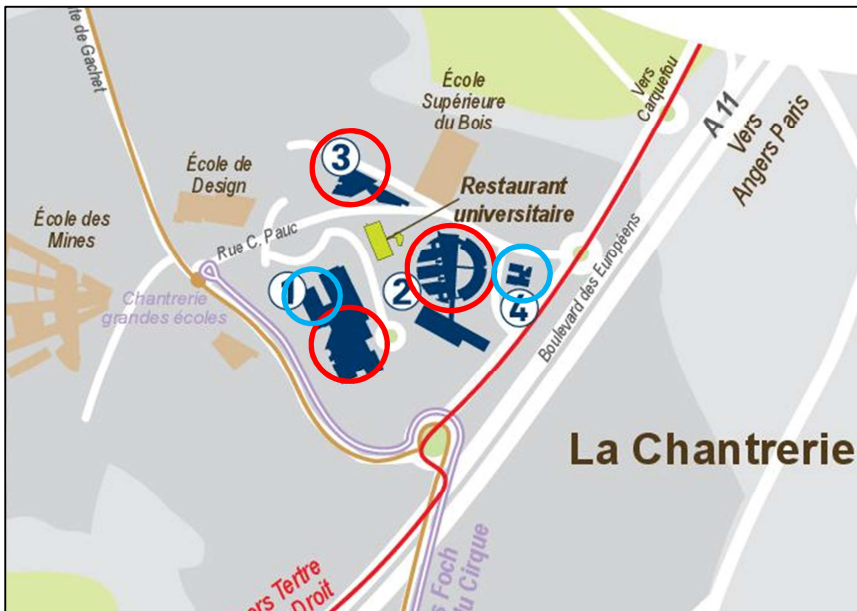 te de Gachet
École
Supérieure
du Bois
Vers
Carquefou
A 11
Vers
Angers Paris
3
École de
Design
Restaurant
universitaire
École des
Mines
Rue C. Pauc
Boulevard des Européens
1
2
4
Chantrerie
grandes écoles
La Chantrerie
ers Tertre
Droit
s Foch
du Cirque